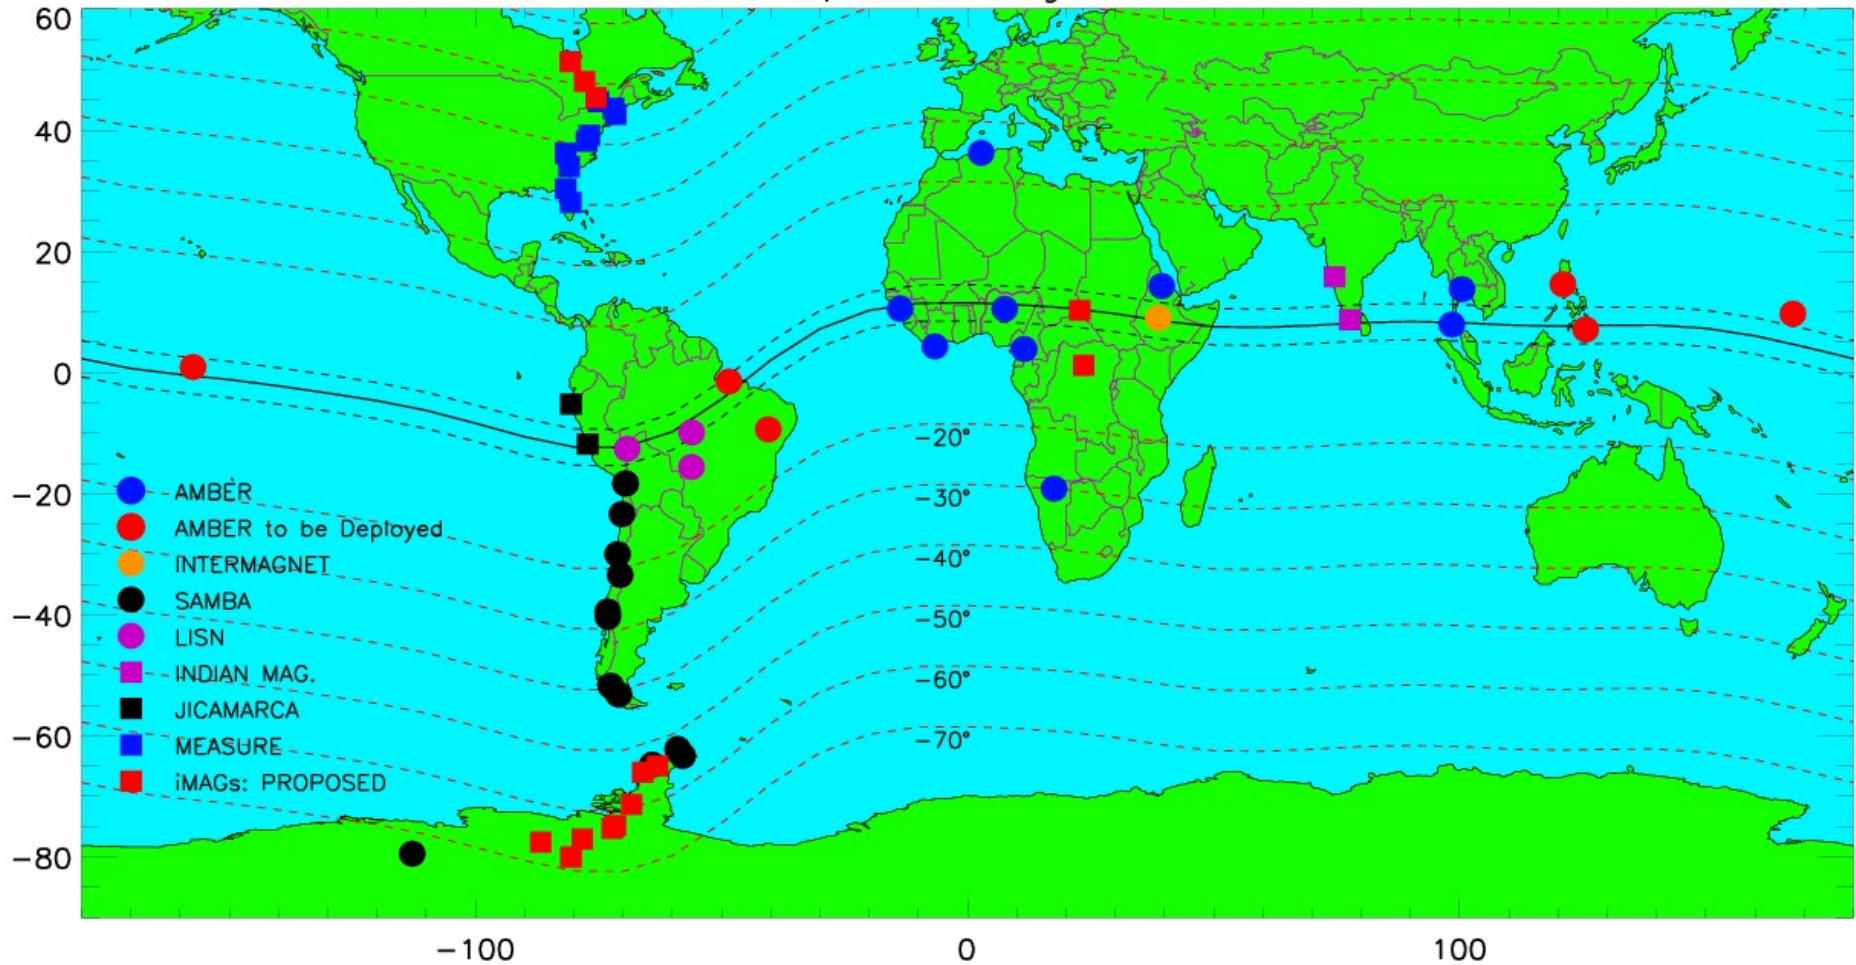 60
40
20
0
−20
−40
−60
−80
−20°
−30°
−40°
−50°
−60°
−70°
AMBER
AMBER to be Deployed
INTERMAGNET
SAMBA
LISN
INDIAN MAG.
JICAMARCA
MEASURE
iMAGs: PROPOSED
−100
0
100